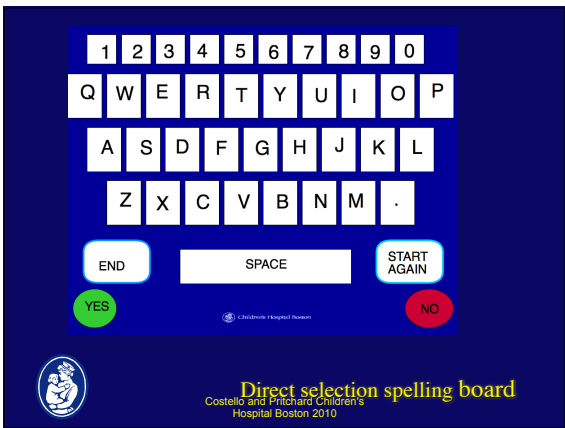 1 2 3 4 5 6 7 8 9 0
Q W E R T Y U I O P
A S D F G H J K L
Z X C V B N M .
END
SPACE
START
AGAIN
YES
NO
Children's Hospital Boston
Direct selection spelling board
Costello and Pritchard Children's
Hospital Boston 2010